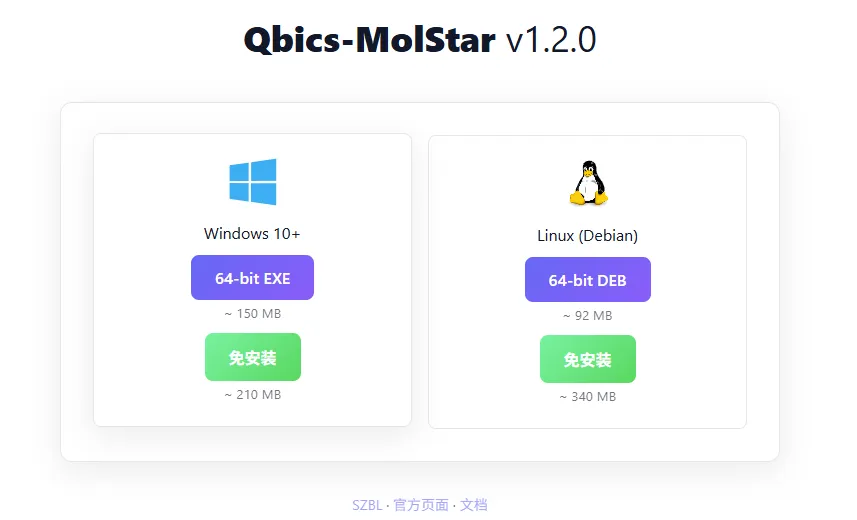 Qbics-MolStar v1.2.0
Windows 10+
64-bit EXE
~ 150 MB
免安装
~ 210 MB
Linux (Debian)
64-bit DEB
~ 92 MB
免安装
~ 340 MB
SZBL · 官方页面 · 文档